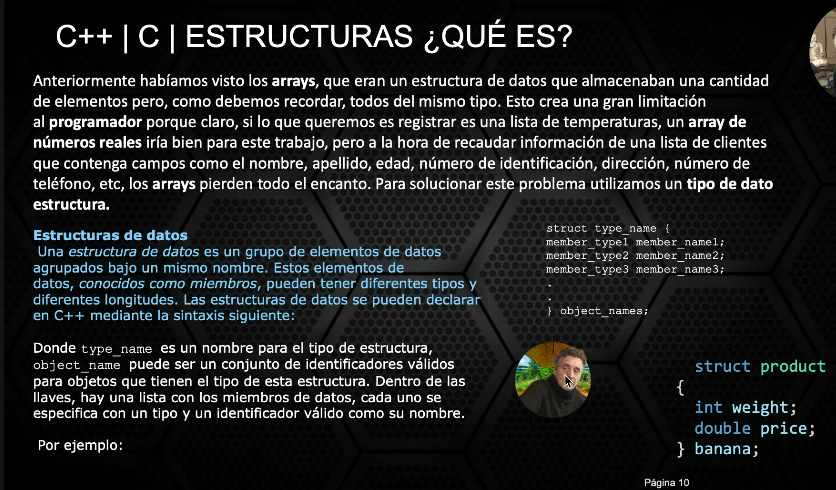 C++ | C | ESTRUCTURAS ¿QUÉ ES?
Anteriormente habíamos visto los arrays, que eran un estructura de datos que almacenaban una cantidad
de elementos pero, como debemos recordar, todos del mismo tipo. Esto crea una gran limitación
al programador porque claro, si lo que queremos es registrar es una lista de temperaturas, un array de
números reales iría bien para este trabajo, pero a la hora de recaudar información de una lista de clientes
que contenga campos como el nombre, apellido, edad, número de identificación, dirección, número de
teléfono, etc, los arrays pierden todo el encanto. Para solucionar este problema utilizamos un tipo de dato
estructura.
Estructuras de datos
Una estructura de datos es un grupo de elementos de datos
agrupados bajo un mismo nombre. Estos elementos de
datos, conocidos como miembros, pueden tener diferentes tipos y
diferentes longitudes. Las estructuras de datos se pueden declarar
en C++ mediante la sintaxis siguiente:
struct type_name {
member_type1 member_name1;
member_type2 member_name2;
member_type3 member_name3;
.
.
} object_names;
Donde type_name es un nombre para el tipo de estructura,
object_name puede ser un conjunto de identificadores válidos
para objetos que tienen el tipo de esta estructura. Dentro de las
llaves, hay una lista con los miembros de datos, cada uno se
especifica con un tipo y un identificador válido como su nombre.
Por ejemplo:
struct product
{
int weight;
double price;
} banana;
Página 10